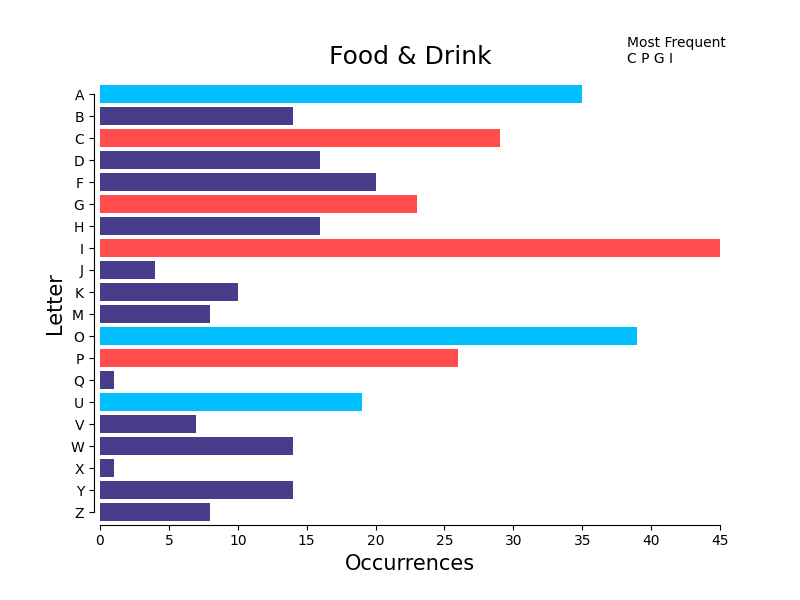 Food & Drink
Most Frequent
C P G I
Letter
A
B
C
D
F
G
H
I
J
K
M
O
P
Q
U
V
W
X
Y
Z
0 5 10 15 20 25 30 35 40 45
Occurrences